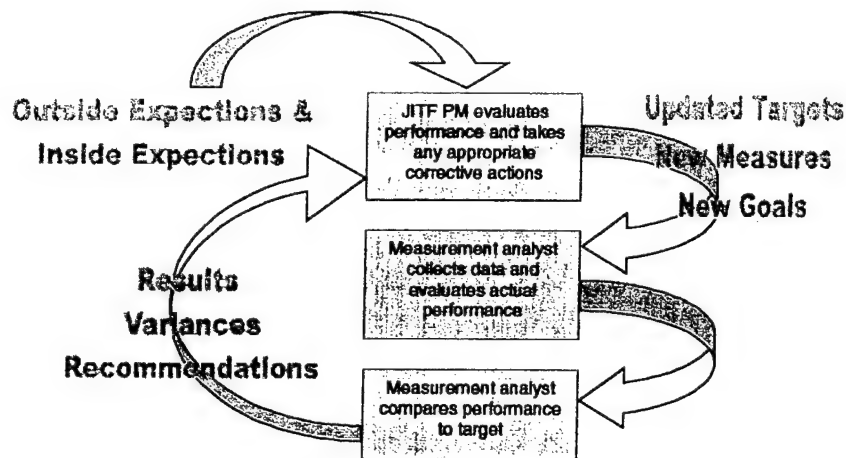 Outside Expections &
Inside Expections
JITF PM evaluates
performance and takes
any appropriate
corrective actions
Updated Targets
New Measures
New Goals
Measurement analyst
collects data and
evaluates actual
performance
Results
Variances
Recommendations
Measurement analyst
compares performance
to target